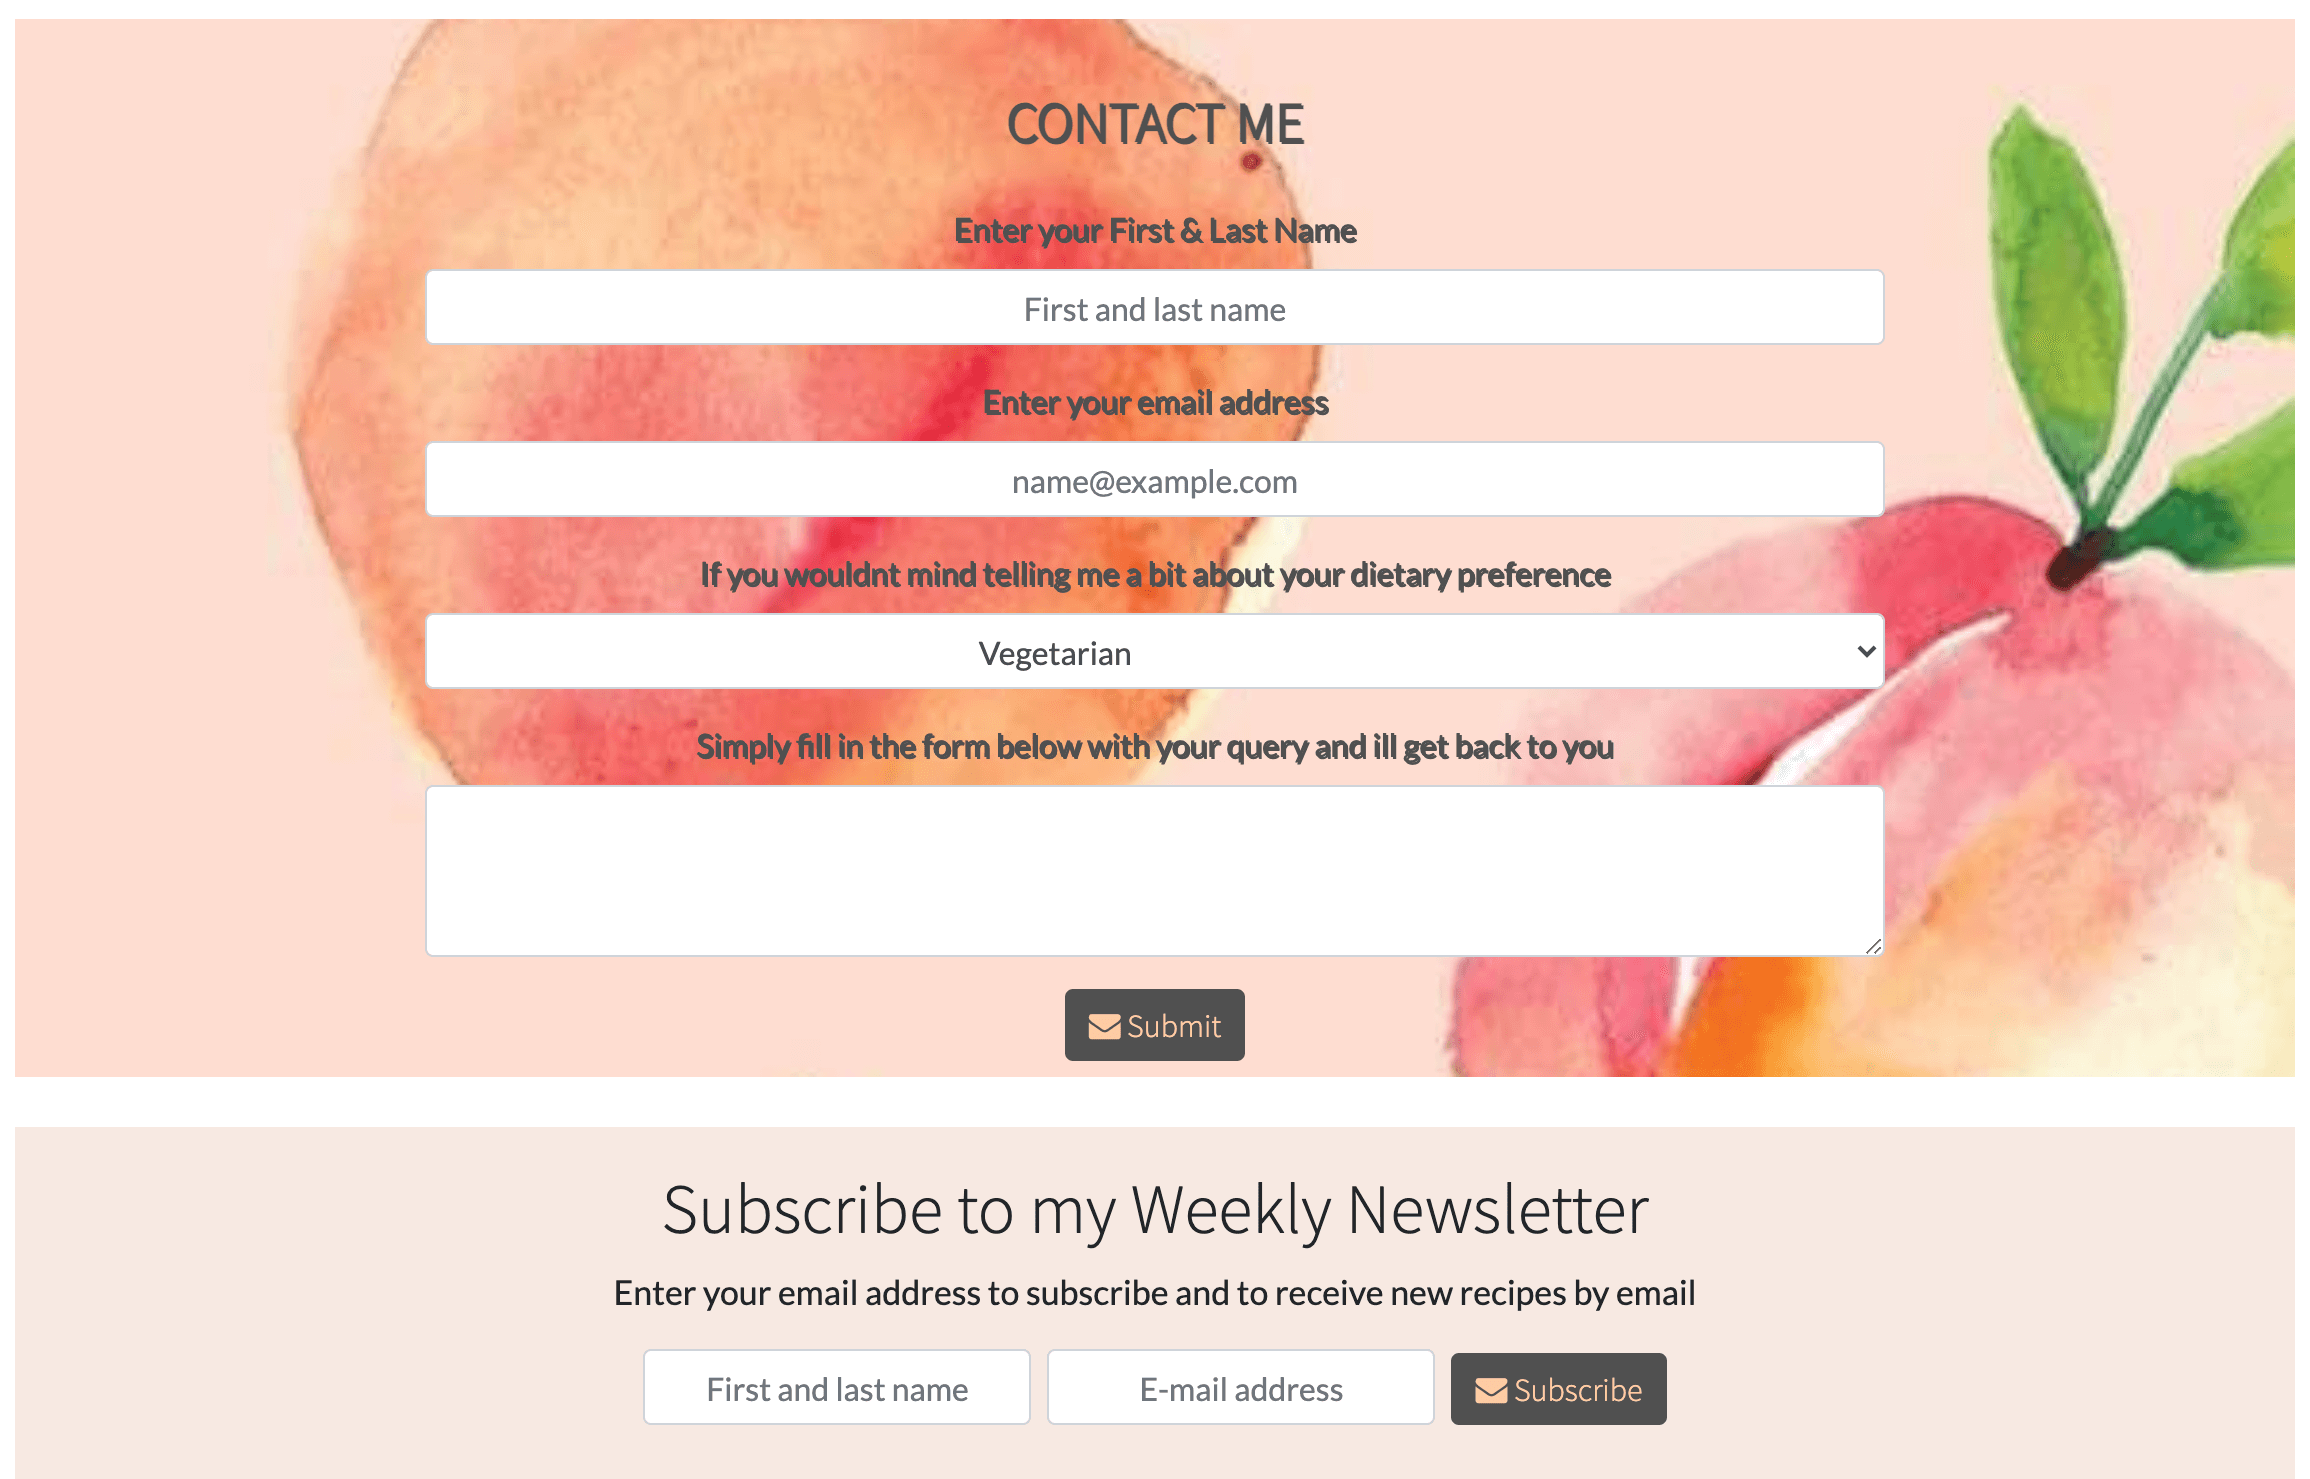 CONTACT ME
Enter your First & Last Name
First and last name
Enter your email address
name@example.com
If you wouldnt mind telling me a bit about your dietary preference
Vegetarian
Simply fill in the form below with your query and ill get back to you
Submit
Subscribe to my Weekly Newsletter
Enter your email address to subscribe and to receive new recipes by email
First and last name E-mail address Subscribe